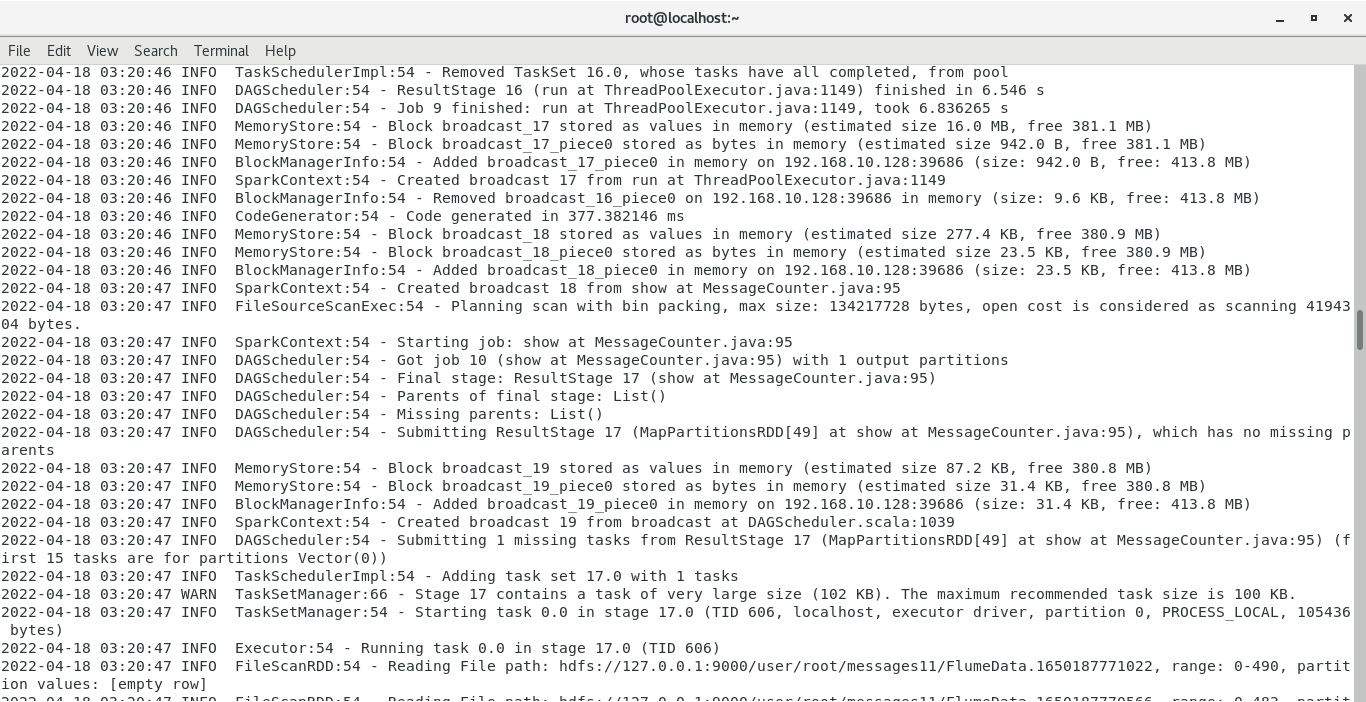 root@localhost:~
File Edit View Search Terminal Help
2022-04-18 03:20:46 INFO  TaskSchedulerImpl:54 - Removed TaskSet 16.0, whose tasks have all completed, from pool
2022-04-18 03:20:46 INFO  DAGScheduler:54 - ResultStage 16 (run at ThreadPoolExecutor.java:1149) finished in 6.546 s
2022-04-18 03:20:46 INFO  DAGScheduler:54 - Job 9 finished: run at ThreadPoolExecutor.java:1149, took 6.836265 s
2022-04-18 03:20:46 INFO  MemoryStore:54 - Block broadcast_17 stored as values in memory (estimated size 16.0 MB, free 381.1 MB)
2022-04-18 03:20:46 INFO  MemoryStore:54 - Block broadcast_17_piece0 stored as bytes in memory (estimated size 942.0 B, free 381.1 MB)
2022-04-18 03:20:46 INFO  BlockManagerInfo:54 - Added broadcast_17_piece0 in memory on 192.168.10.128:39686 (size: 942.0 B, free: 413.8 MB)
2022-04-18 03:20:46 INFO  SparkContext:54 - Created broadcast 17 from run at ThreadPoolExecutor.java:1149
2022-04-18 03:20:46 INFO  BlockManagerInfo:54 - Removed broadcast_16_piece0 on 192.168.10.128:39686 in memory (size: 9.6 KB, free: 413.8 MB)
2022-04-18 03:20:46 INFO  CodeGenerator:54 - Code generated in 377.382146 ms
2022-04-18 03:20:46 INFO  MemoryStore:54 - Block broadcast_18 stored as values in memory (estimated size 277.4 KB, free 380.9 MB)
2022-04-18 03:20:46 INFO  MemoryStore:54 - Block broadcast_18_piece0 stored as bytes in memory (estimated size 23.5 KB, free 380.9 MB)
2022-04-18 03:20:46 INFO  BlockManagerInfo:54 - Added broadcast_18_piece0 in memory on 192.168.10.128:39686 (size: 23.5 KB, free: 413.8 MB)
2022-04-18 03:20:47 INFO  SparkContext:54 - Created broadcast 18 from show at MessageCounter.java:95
2022-04-18 03:20:47 INFO  FileSourceScanExec:54 - Planning scan with bin packing, max size: 134217728 bytes, open cost is considered as scanning 41943
04 bytes.
2022-04-18 03:20:47 INFO  SparkContext:54 - Starting job: show at MessageCounter.java:95
2022-04-18 03:20:47 INFO  DAGScheduler:54 - Got job 10 (show at MessageCounter.java:95) with 1 output partitions
2022-04-18 03:20:47 INFO  DAGScheduler:54 - Final stage: ResultStage 17 (show at MessageCounter.java:95)
2022-04-18 03:20:47 INFO  DAGScheduler:54 - Parents of final stage: List()
2022-04-18 03:20:47 INFO  DAGScheduler:54 - Missing parents: List()
2022-04-18 03:20:47 INFO  DAGScheduler:54 - Submitting ResultStage 17 (MapPartitionsRDD[49] at show at MessageCounter.java:95), which has no missing p
arents
2022-04-18 03:20:47 INFO  MemoryStore:54 - Block broadcast_19 stored as values in memory (estimated size 87.2 KB, free 380.8 MB)
2022-04-18 03:20:47 INFO  MemoryStore:54 - Block broadcast_19_piece0 stored as bytes in memory (estimated size 31.4 KB, free 380.8 MB)
2022-04-18 03:20:47 INFO  BlockManagerInfo:54 - Added broadcast_19_piece0 in memory on 192.168.10.128:39686 (size: 31.4 KB, free: 413.8 MB)
2022-04-18 03:20:47 INFO  SparkContext:54 - Created broadcast 19 from broadcast at DAGScheduler.scala:1039
2022-04-18 03:20:47 INFO  DAGScheduler:54 - Submitting 1 missing tasks from ResultStage 17 (MapPartitionsRDD[49] at show at MessageCounter.java:95) (f
irst 15 tasks are for partitions Vector(0))
2022-04-18 03:20:47 INFO  TaskSchedulerImpl:54 - Adding task set 17.0 with 1 tasks
2022-04-18 03:20:47 WARN  TaskSetManager:66 - Stage 17 contains a task of very large size (102 KB). The maximum recommended task size is 100 KB.
2022-04-18 03:20:47 INFO  TaskSetManager:54 - Starting task 0.0 in stage 17.0 (TID 606, localhost, executor driver, partition 0, PROCESS_LOCAL, 105436
bytes)
2022-04-18 03:20:47 INFO  Executor:54 - Running task 0.0 in stage 17.0 (TID 606)
2022-04-18 03:20:47 INFO  FileScanRDD:54 - Reading File path: hdfs://127.0.0.1:9000/user/root/messages11/FlumeData.1650187771022, range: 0-490, partit
ion values: [empty row]
2022-04-18 03:20:47 INFO  FileScanRDD:54 - Reading File path: hdfs://127.0.0.1:9000/user/root/messages11/FlumeData.1650187770566, range: 0-483, partit